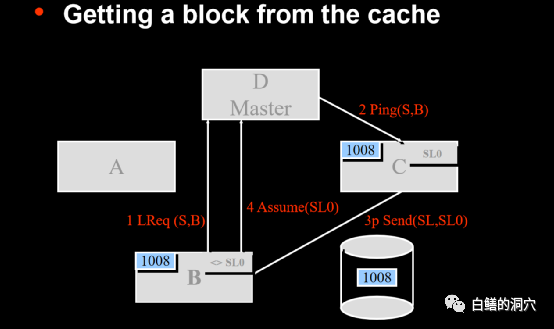 • Getting a block from the cache
D
Master
2 Ping(S,B)
1008
SL0
A
C
1 LReq (S,B)
4 Assume(SL0)
3p Send(SL,SL0)
1008
<> SL0
B
1008
白鳝的洞穴